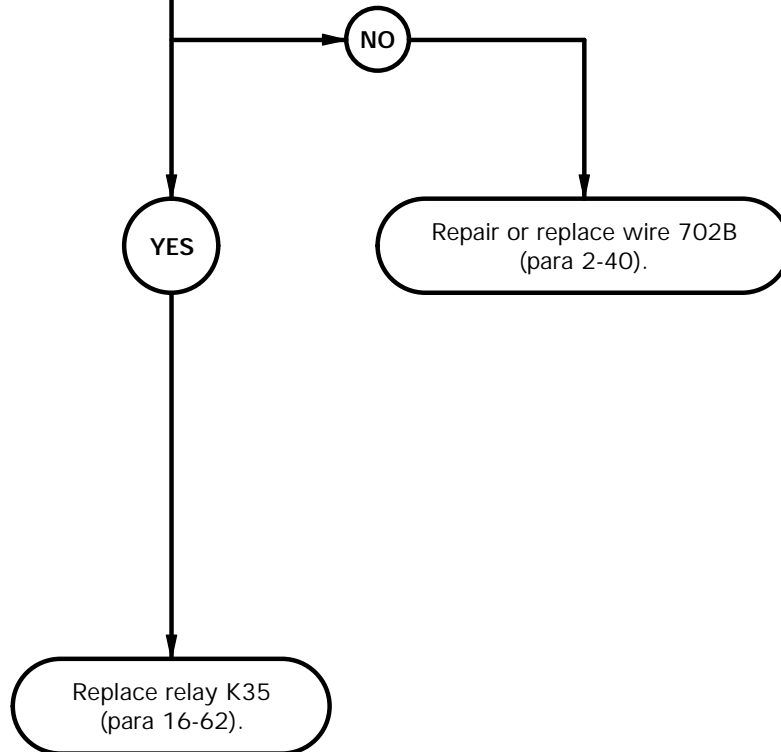 NO
YES
Repair or replace wire 702B
(para 2-40).
Replace relay K35
(para 16-62).